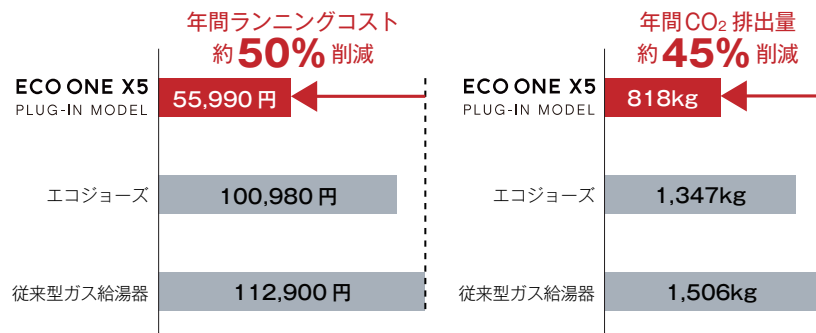 年間ランニングコスト
約50%削減
ECO ONE X5
PLUG-IN MODEL
55,990円
エコジョーズ
100,980円
従来型ガス給湯器
112,900円
年間CO₂排出量
約45%削減
ECO ONE X5
PLUG-IN MODEL
818kg
エコジョーズ
1,347kg
従来型ガス給湯器
1,506kg